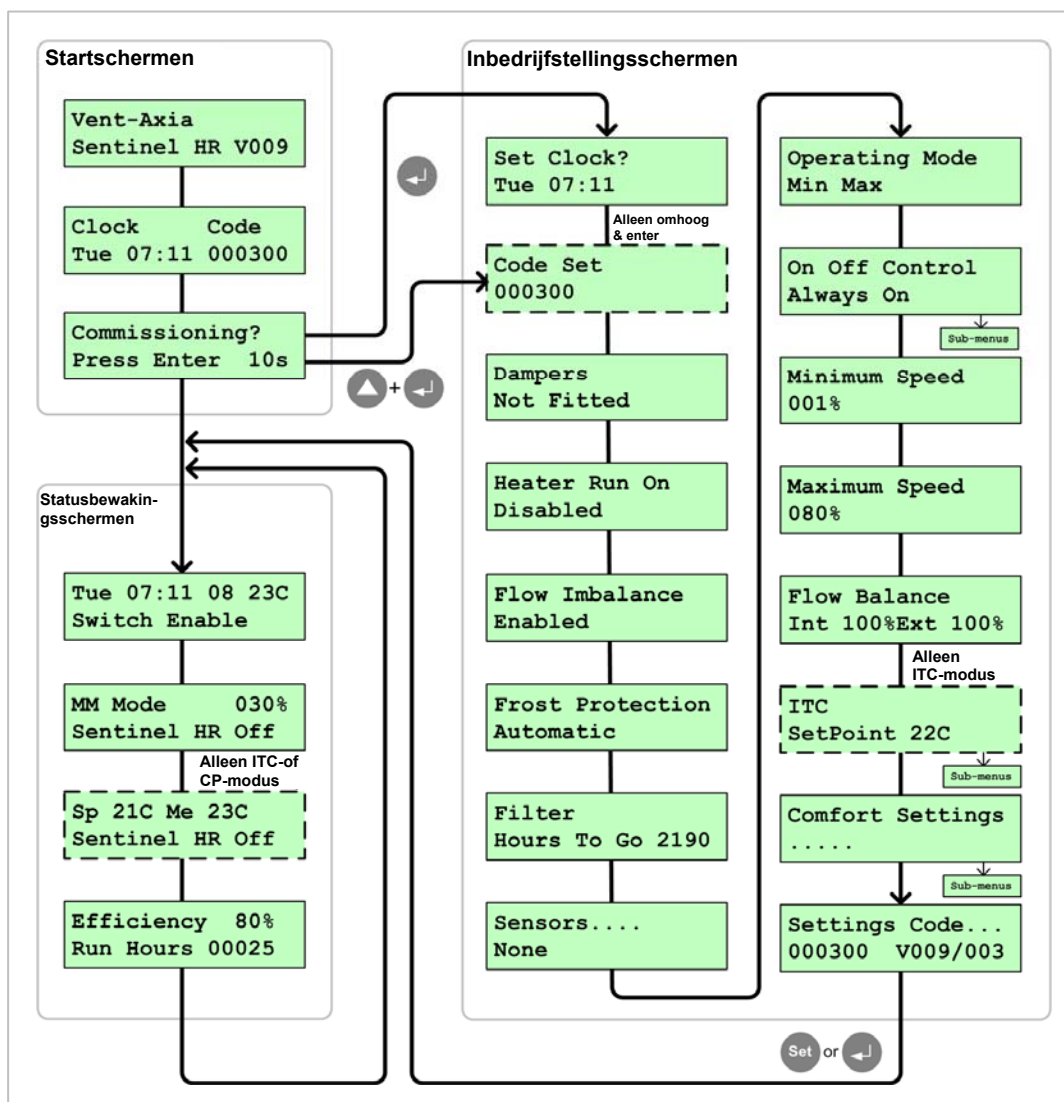 Startschermen
Vent-Axia
Sentinel HR V009
Clock Code
Tue 07:11 000300
Commissioning?
Press Enter 10s
+
Statusbewakin-
gsschermen
Tue 07:11 08 23C
Switch Enable
MM Mode 030%
Sentinel HR Off
Alleen ITC-of
CP-modus
Sp 21C Me 23C
Sentinel HR Off
Efficiency 80%
Run Hours 00025
Inbedrijfstellingsschermen
Set Clock?
Tue 07:11
Alleen omhoog
& enter
Code Set
000300
Dampers
Not Fitted
Heater Run On
Disabled
Flow Imbalance
Enabled
Frost Protection
Automatic
Filter
Hours To Go 2190
Sensors....
None
Operating Mode
Min Max
On Off Control
Always On
Sub-menus
Minimum Speed
001%
Maximum Speed
080%
Flow Balance
Int 100%Ext 100%
Alleen
ITC-modus
ITC
SetPoint 22C
Sub-menus
Comfort Settings
.....
Sub-menus
Settings Code...
000300 V009/003
Set or